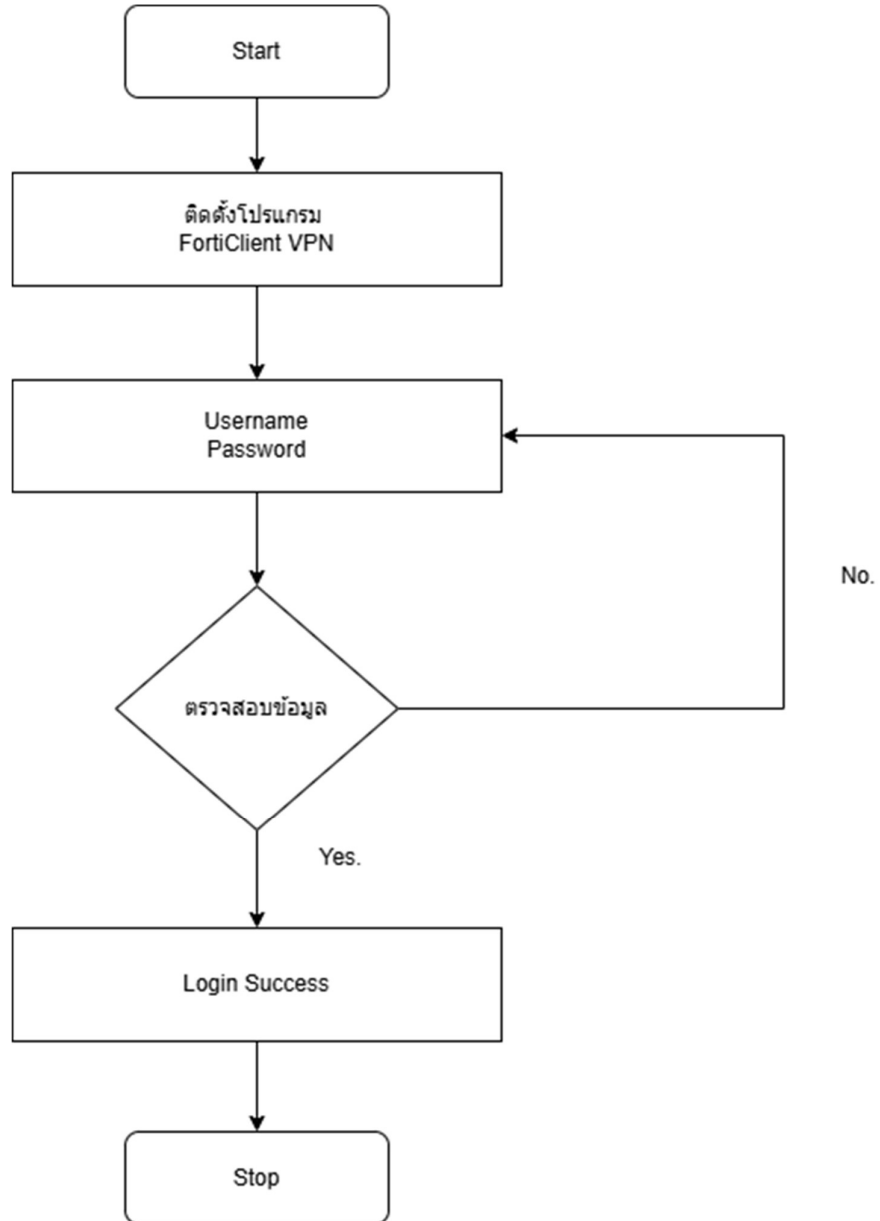 Start
ติดตั้งโปรแกรม
FortiClient VPN
Username
Password
No.
ตรวจสอบข้อมูล
Yes.
Login Success
Stop